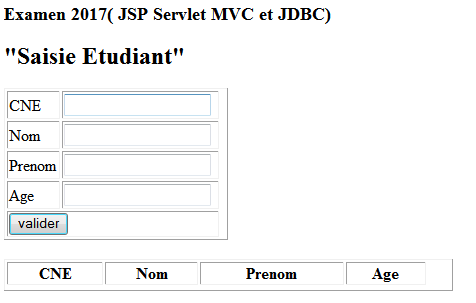 Examen 2017( JSP Servlet MVC et JDBC)
"Saisie Etudiant"
CNE
Nom
Prenom
Age
valider
CNE Nom Prenom Age